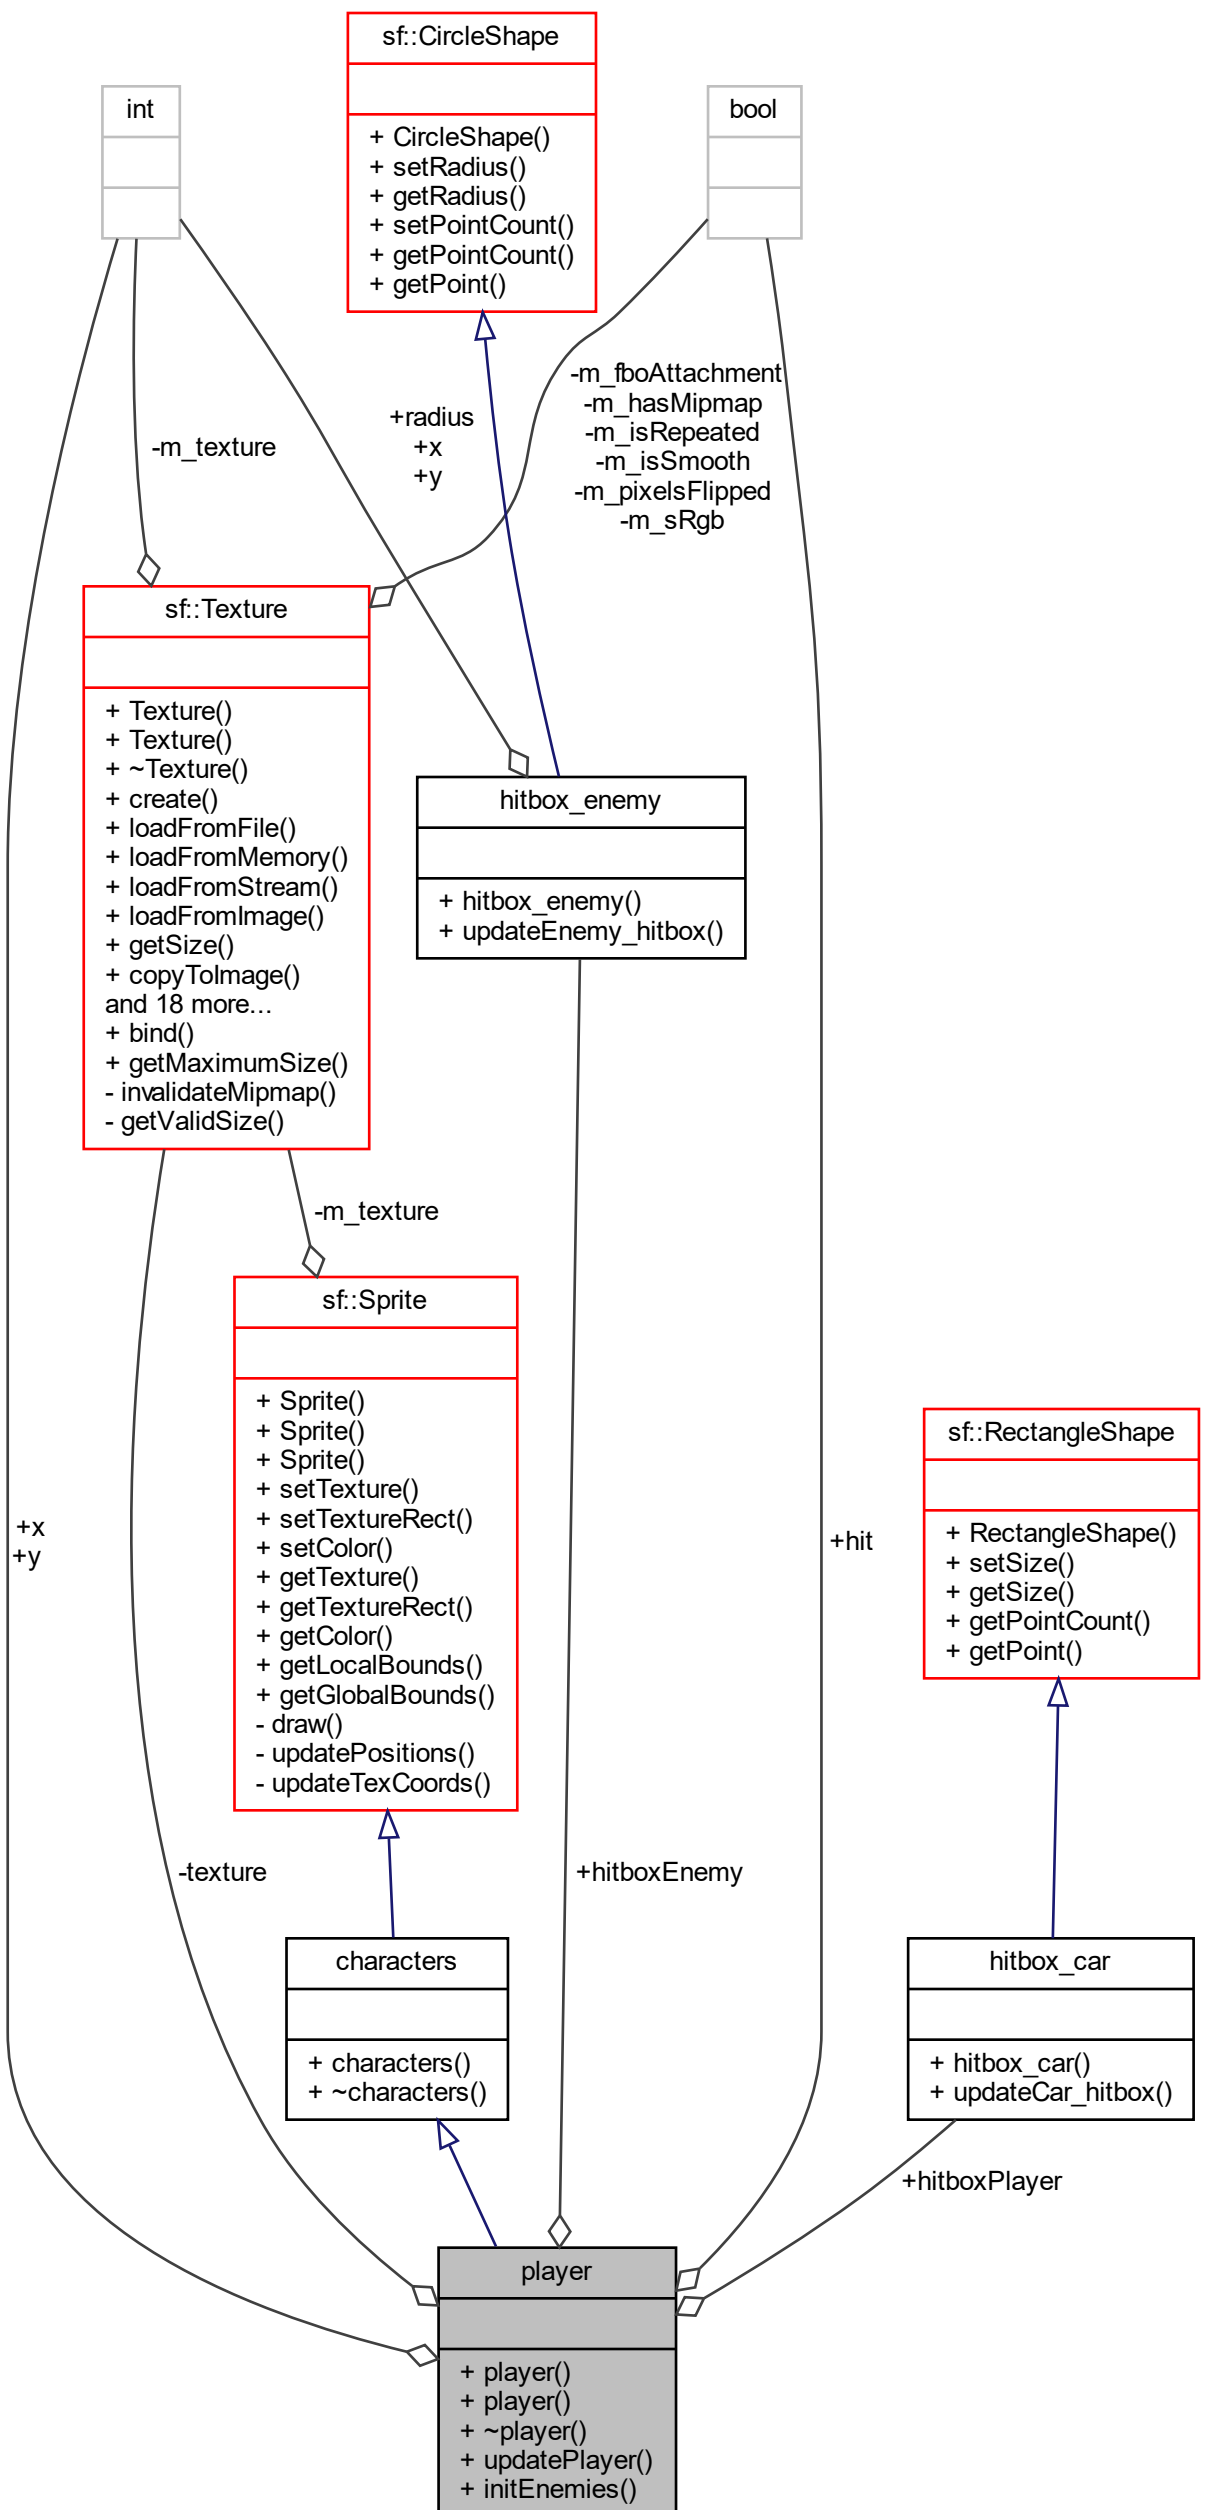 sf::CircleShape
+ CircleShape()
+ setRadius()
+ getRadius()
+ setPointCount()
+ getPointCount()
+ getPoint()
int
bool
-m_texture
+radius
+x
+y
-m_fboAttachment
-m_hasMipmap
-m_isRepeated
-m_isSmooth
-m_pixelsFlipped
-m_sRgb
sf::Texture
+ Texture()
+ Texture()
+ ~Texture()
+ create()
+ loadFromFile()
+ loadFromMemory()
+ loadFromStream()
+ loadFromImage()
+ getSize()
+ copyToImage()
and 18 more...
+ bind()
+ getMaximumSize()
- invalidateMipmap()
- getValidSize()
hitbox_enemy
+ hitbox_enemy()
+ updateEnemy_hitbox()
-m_texture
sf::Sprite
+ Sprite()
+ Sprite()
+ Sprite()
+ setTexture()
+ setTextureRect()
+ setColor()
+ getTexture()
+ getTextureRect()
+ getColor()
+ getLocalBounds()
+ getGlobalBounds()
- draw()
- updatePositions()
- updateTexCoords()
sf::RectangleShape
+ RectangleShape()
+ setSize()
+ getSize()
+ getPointCount()
+ getPoint()
+x
+y
+hit
-texture
+hitboxEnemy
characters
+ characters()
+ ~characters()
hitbox_car
+ hitbox_car()
+ updateCar_hitbox()
+hitboxPlayer
player
+ player()
+ player()
+ ~player()
+ updatePlayer()
+ initEnemies()